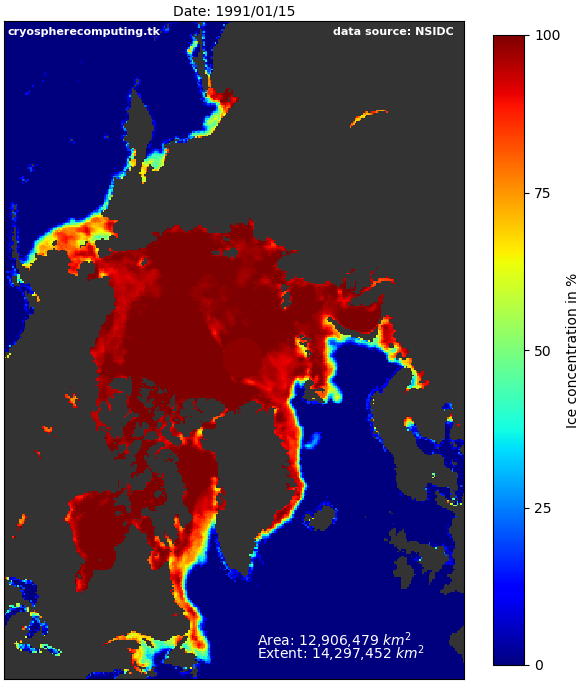 Date: 1991/01/15
cryospherecomputing.tk data source: NSIDC
100
75
50
25
0
Ice concentration in %
Area: 12,906,479 km²
Extent: 14,297,452 km²